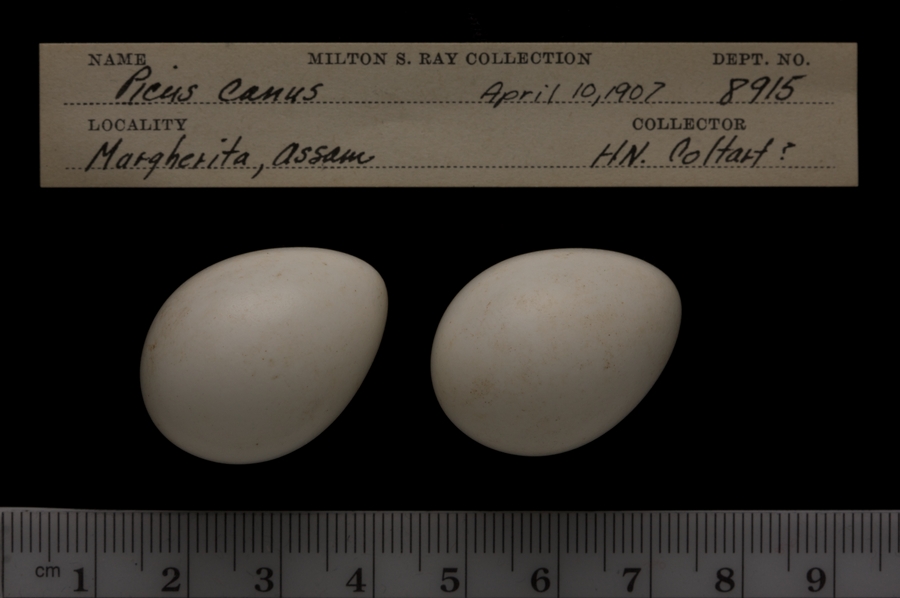 NAME MILTON S. RAY COLLECTION DEPT. NO.
Picus canus April 10, 1907 8915
LOCALITY COLLECTOR
Margherita, Assam H.N. Coltart?
cm 1 2 3 4 5 6 7 8 9